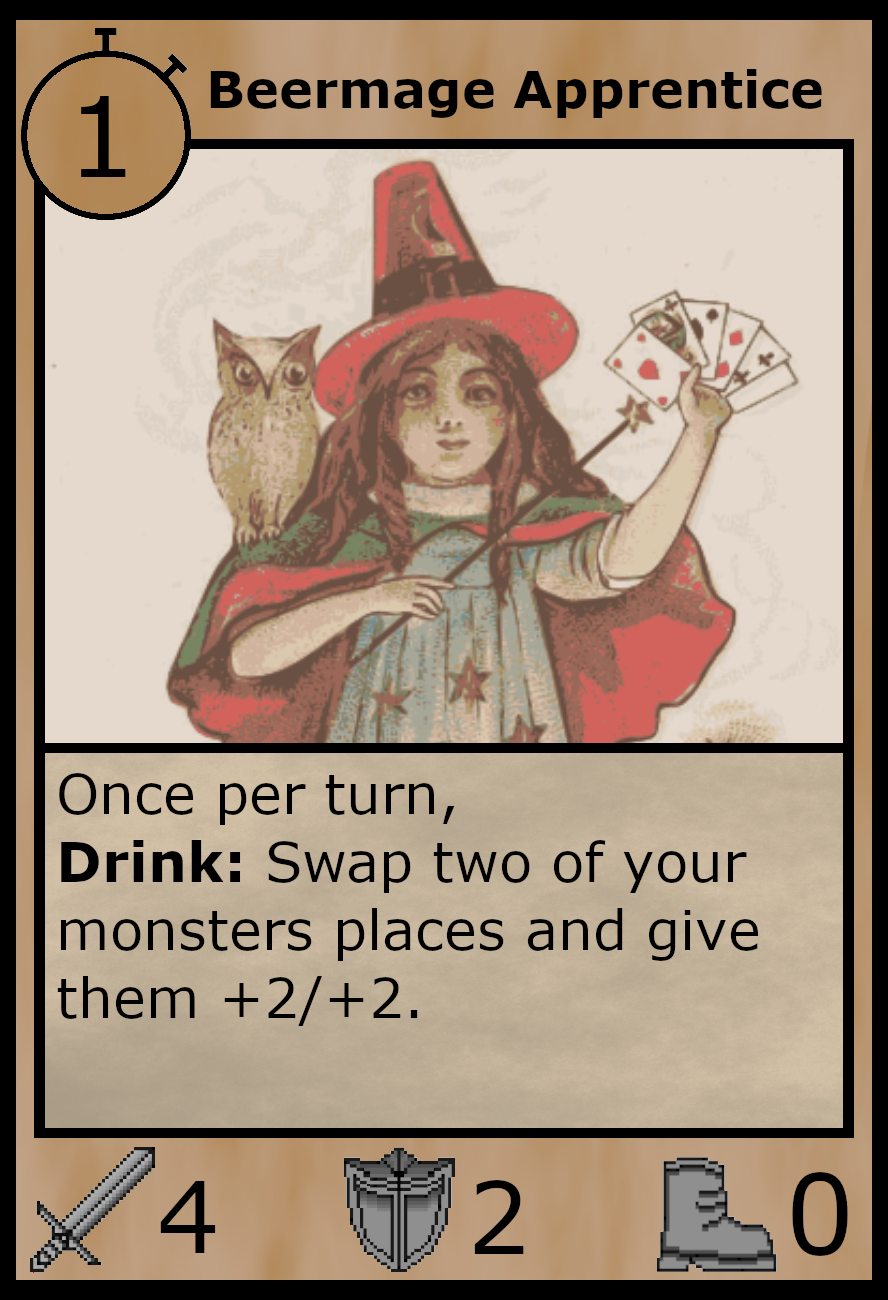 1
Beermage Apprentice
Once per turn,
Drink: Swap two of your
monsters places and give
them +2/+2.
4
2
0